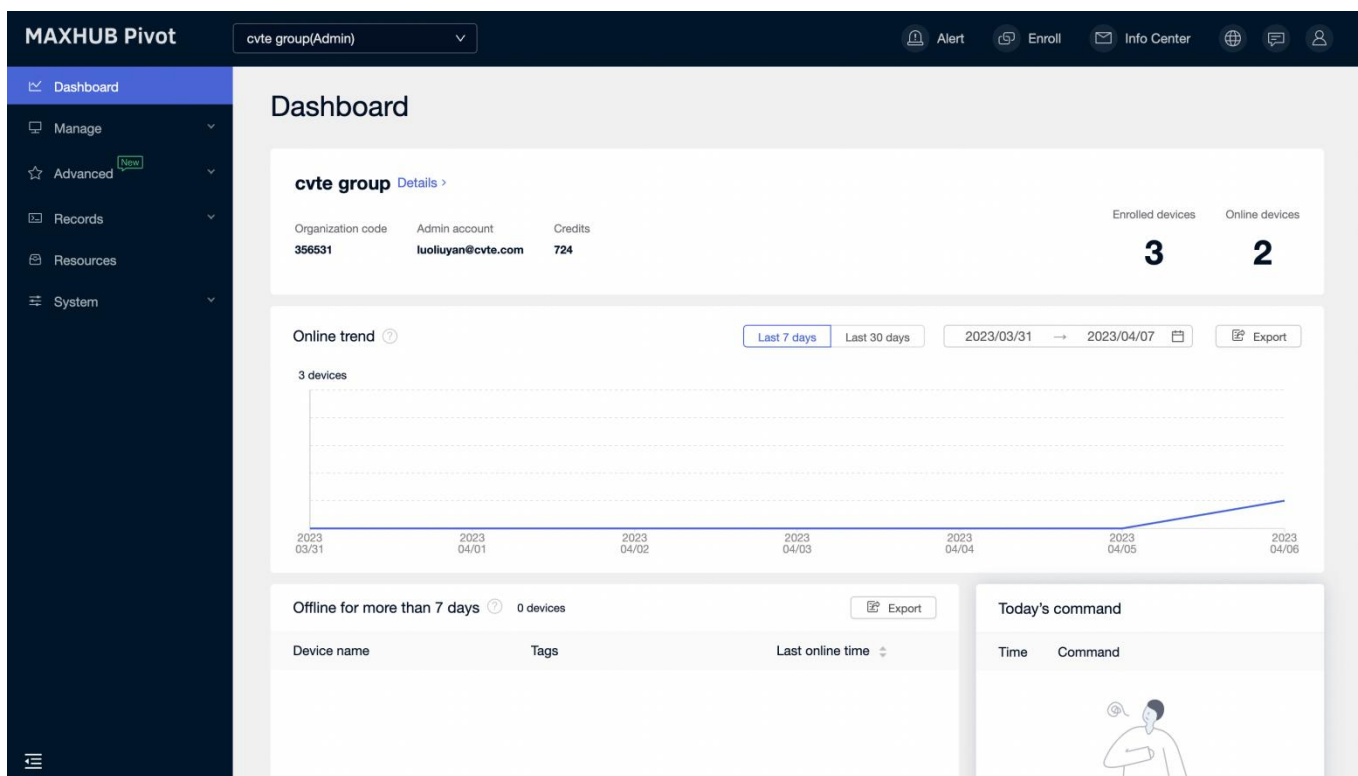 MAXHUB Pivot
cvte group(Admin)
Alert
Enroll
Info Center
Dashboard
Manage
Advanced
New
Records
Resources
System
Dashboard
cvte group Details >
Organization code Admin account Credits
356531 luoliuyan@cvte.com 724
Enrolled devices Online devices
3 2
Online trend ?
Last 7 days Last 30 days
2023/03/31 → 2023/04/07
Export
3 devices
2023 2023 2023 2023 2023 2023 2023
03/31 04/01 04/02 04/03 04/04 04/05 04/06
Offline for more than 7 days ? 0 devices
Export
Device name Tags Last online time
Today's command
Time Command